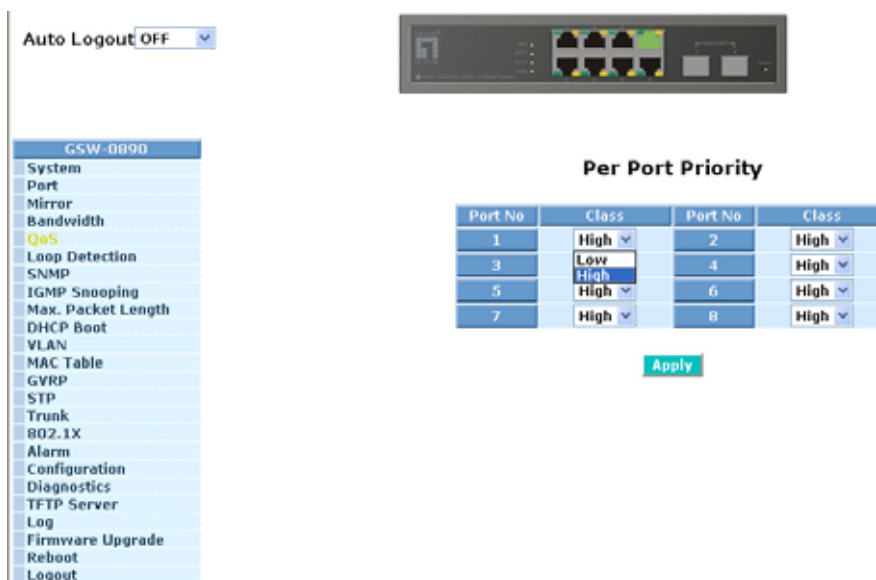 Auto Logout OFF
GSW-0890
System
Port
Mirror
Bandwidth
QoS
Loop Detection
SNMP
IGMP Snooping
Max. Packet Length
DHCP Boot
VLAN
MAC Table
GVRP
STP
Trunk
802.1X
Alarm
Configuration
Diagnostics
TFTP Server
Log
Firmware Upgrade
Reboot
Logout
Per Port Priority
Port No Class Port No Class
1 High 2 High
Low
High
3 4 High
5 High 6 High
7 High 8 High
Apply